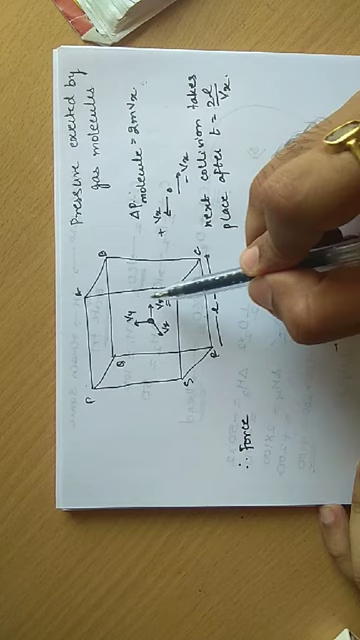 Pressure exerted by
gas molecules
ΔP molecule = 2mVx
+ Vx
- Vx
next collision takes
place after t = 2l/Vx.
A
B
C
P
Q
R
S
Vy
Vx
Vz
l
∴ Force